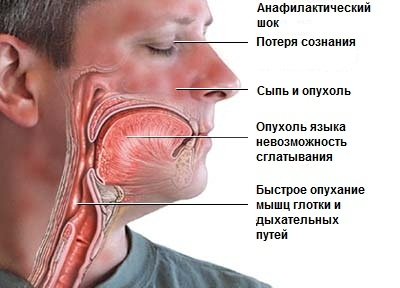 Анафилактический
шок
Потеря сознания
Сыпь и опухоль
Опухоль языка
невозможность
сглатывания
Быстрое опухание
мышц глотки и
дыхательных
путей